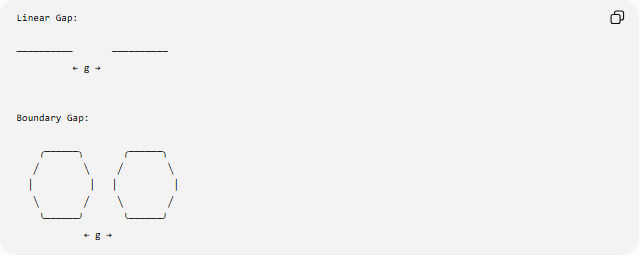 Linear Gap:
← g →
Boundary Gap:
← g →